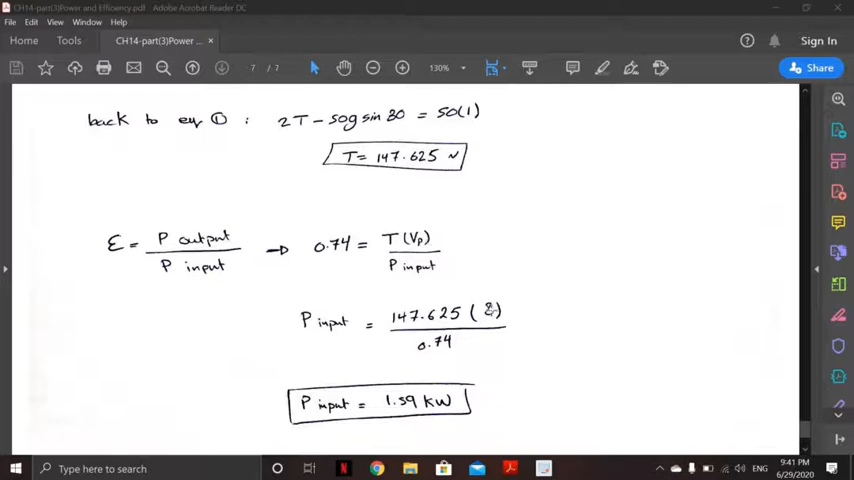 CH14-part(3)Power and Efficency.pdf - Adobe Acrobat Reader DC
File Edit View Window Help
Home Tools CH14-part(3)Power ... × Sign In
7 / 7 130% Share
back to eq ① : 2T - 50g sin 30 = 50(1)
T = 147.625 N
ε = P output / P input → 0.74 = T(Vp) / P input
P input = 147.625 (8) / 0.74
P input = 1.59 kW
Type here to search ENG 9:41 PM
6/29/2020